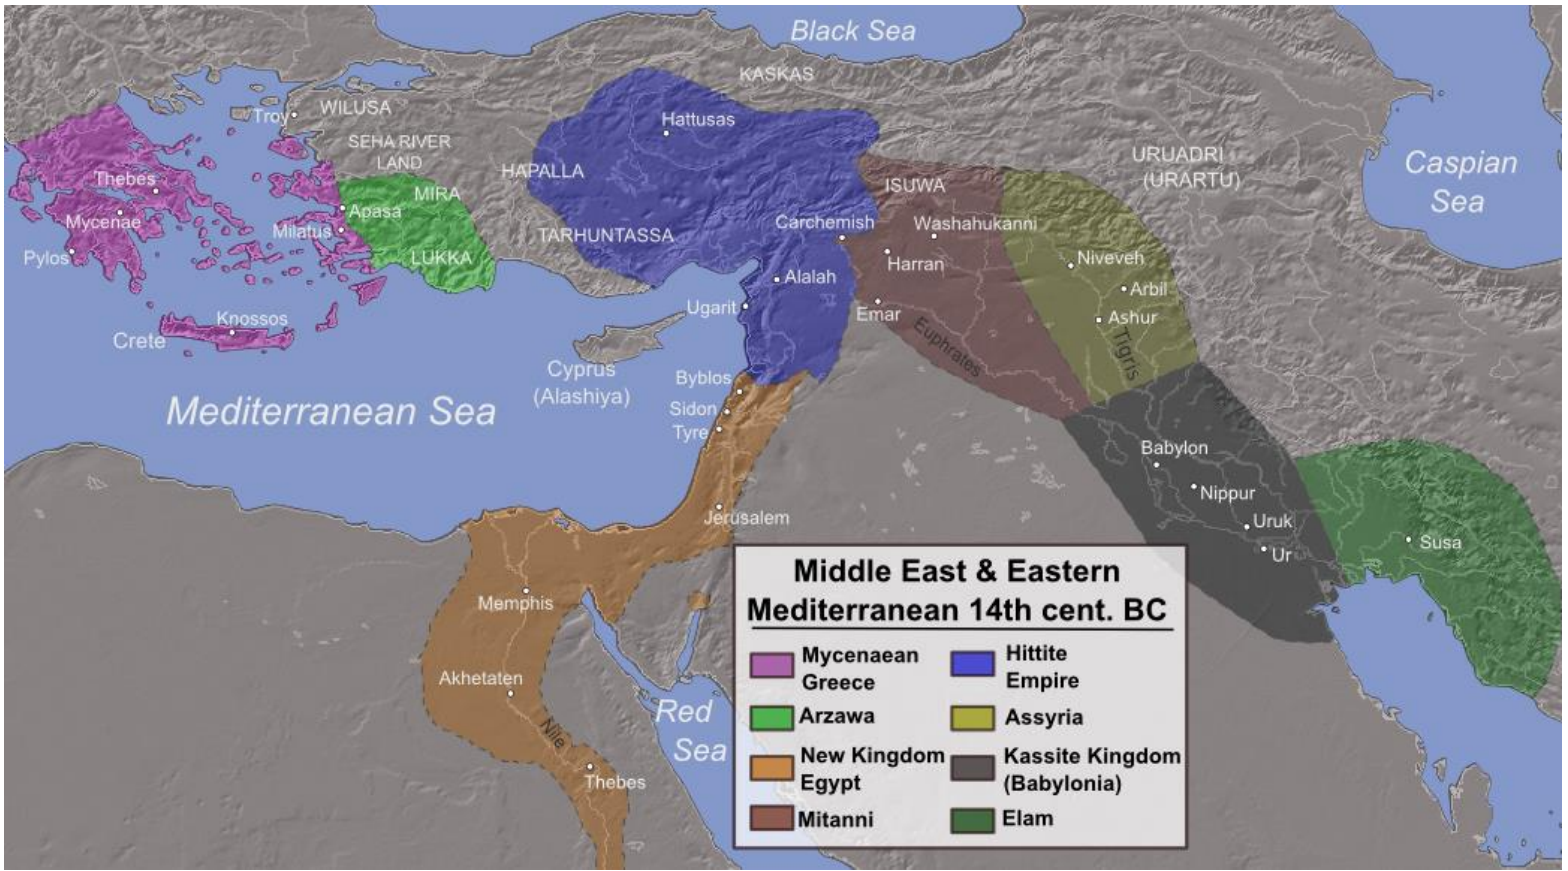 Black Sea
KASKAS
WILUSA
Troy
Hattusas
SEHA RIVER
LAND
URUADRI
(URARTU)
Caspian
Sea
HAPALLA
ISUWA
Thebes
MIRA
Mycenae
Apasa
Carchemish
Washahukanni
Milatus
TARHUNTASSA
Pylos
LUKKA
Harran
Niveveh
Alalah
Arbil
Ugarit
Emar
Ashur
Knossos
Crete
Euphrates
Tigris
Cyprus
(Alashiya)
Byblos
Mediterranean Sea
Sidon
Tyre
Babylon
Nippur
Jerusalem
Uruk
Ur
Susa
Memphis
Akhetaten
Nile
Red
Sea
Thebes
Middle East & Eastern
Mediterranean 14th cent. BC
Mycenaean
Greece
Hittite
Empire
Arzawa
Assyria
New Kingdom
Egypt
Kassite Kingdom
(Babylonia)
Mitanni
Elam